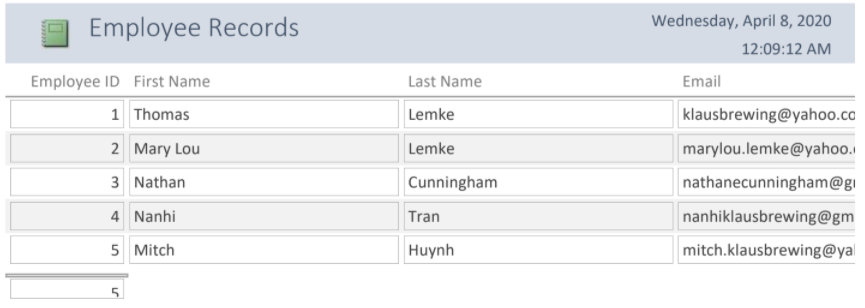 Employee Records
Wednesday, April 8, 2020
12:09:12 AM
Employee ID First Name Last Name Email
1 Thomas Lemke klausbrewing@yahoo.co
2 Mary Lou Lemke marylou.lemke@yahoo.
3 Nathan Cunningham nathanecunningham@g
4 Nanhi Tran nanhiklausbrewing@gm
5 Mitch Huynh mitch.klausbrewing@ya
5